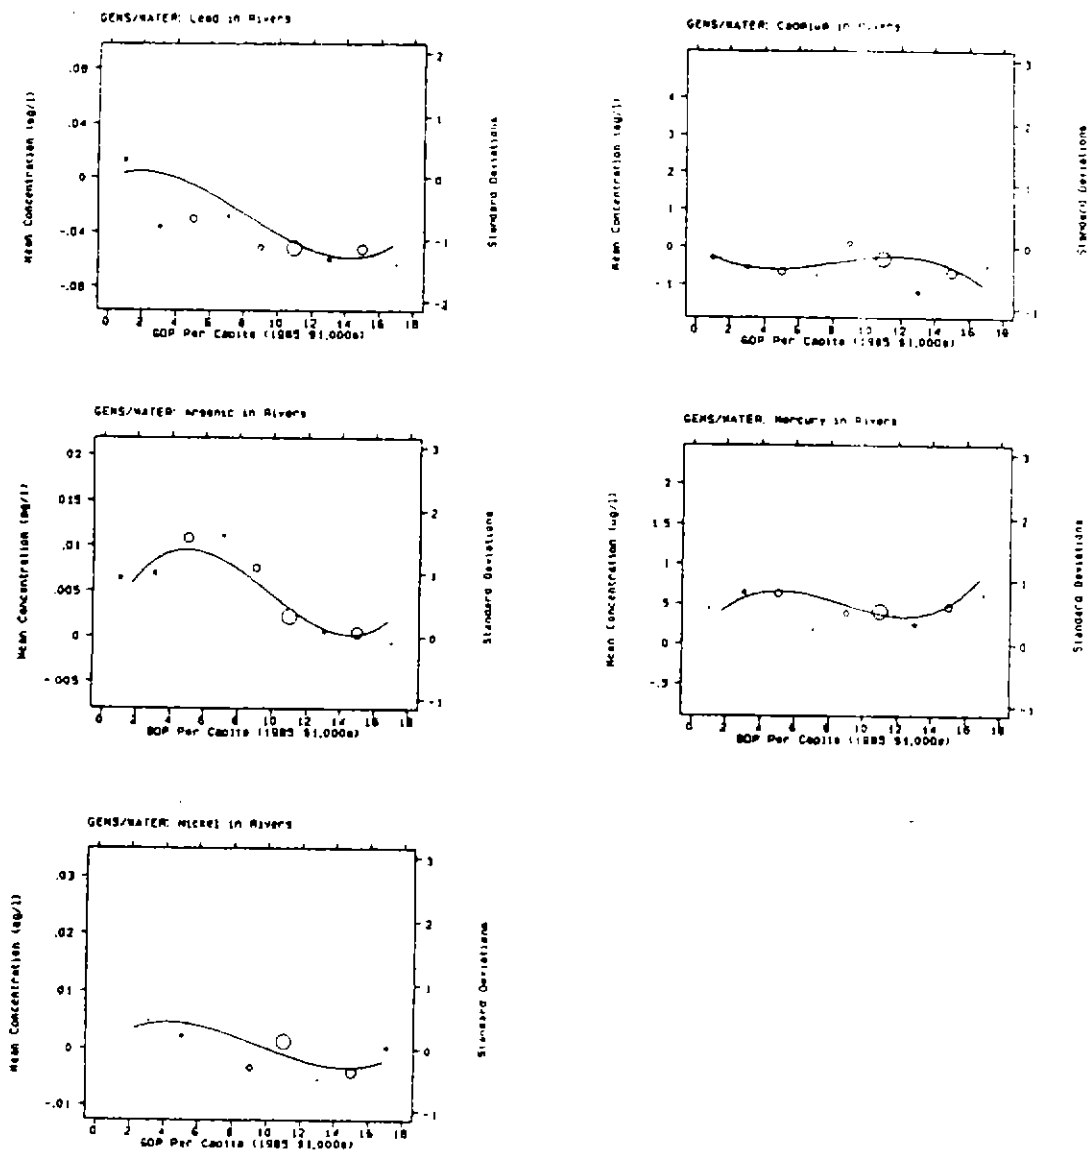 GEMS/WATER: Lead in Rivers
2
.08
1
.04
Mean Concentration (mg/l)
0
0
Standard Deviations
-.04
-1
-.08
-2
0 2 4 6 8 10 12 14 16 18
GDP Per Capita (1985 $1,000s)
GEMS/WATER: Cadmium in Rivers
3
4
3
2
Mean Concentration
2
1
Standard Deviations
1
0
0
-1
-1
0 2 4 6 8 10 12 14 16 18
GDP Per Capita (1985 $1,000s)
GEMS/WATER: Arsenic in Rivers
.02
3
.015
2
Mean Concentration (mg/l)
.01
1
Standard Deviations
.005
0
0
-.005
-1
0 2 4 6 8 10 12 14 16 18
GDP Per Capita (1985 $1,000s)
GEMS/WATER: Mercury in Rivers
3
2
1.5
2
Mean Concentration (ug/l)
1
1
Standard Deviations
.5
0
0
-.5
-1
0 2 4 6 8 10 12 14 16 18
GDP Per Capita (1985 $1,000s)
GEMS/WATER: Nickel in Rivers
.03
3
.02
2
Mean Concentration (mg/l)
.01
1
Standard Deviations
0
0
-.01
-1
0 2 4 6 8 10 12 14 16 18
GDP Per Capita (1985 $1,000s)